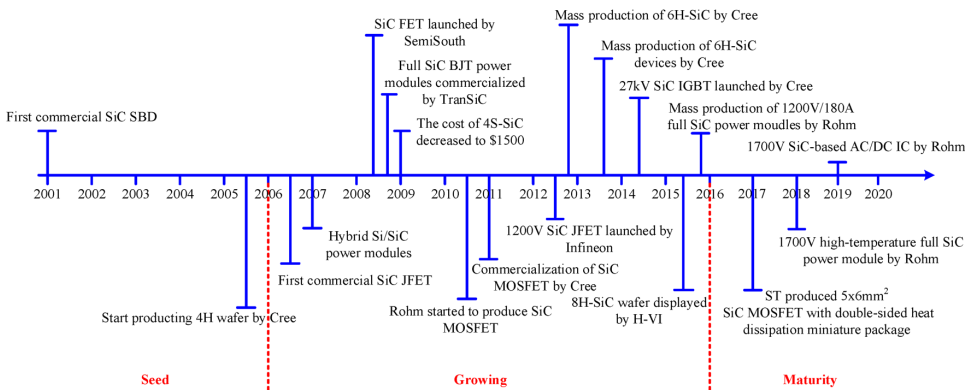 SiC FET launched by
SemiSouth
Mass production of 6H-SiC by Cree
Mass production of 6H-SiC
devices by Cree
Full SiC BJT power
modules commercialized
by TranSiC
27kV SiC IGBT launched by Cree
First commercial SiC SBD
The cost of 4S-SiC
decreased to $1500
Mass production of 1200V/180A
full SiC power moudles by Rohm
1700V SiC-based AC/DC IC by Rohm
2001 2002 2003 2004 2005 2006 2007 2008 2009 2010 2011 2012 2013 2014 2015 2016 2017 2018 2019 2020
Hybrid Si/SiC
power modules
1200V SiC JFET launched by
Infineon
1700V high-temperature full SiC
power module by Rohm
First commercial SiC JFET
Commercialization of SiC
MOSFET by Cree
Start producting 4H wafer by Cree
Rohm started to produce SiC
MOSFET
8H-SiC wafer displayed
by H-VI
ST produced 5x6mm²
SiC MOSFET with double-sided heat
dissipation miniature package
Seed
Growing
Maturity